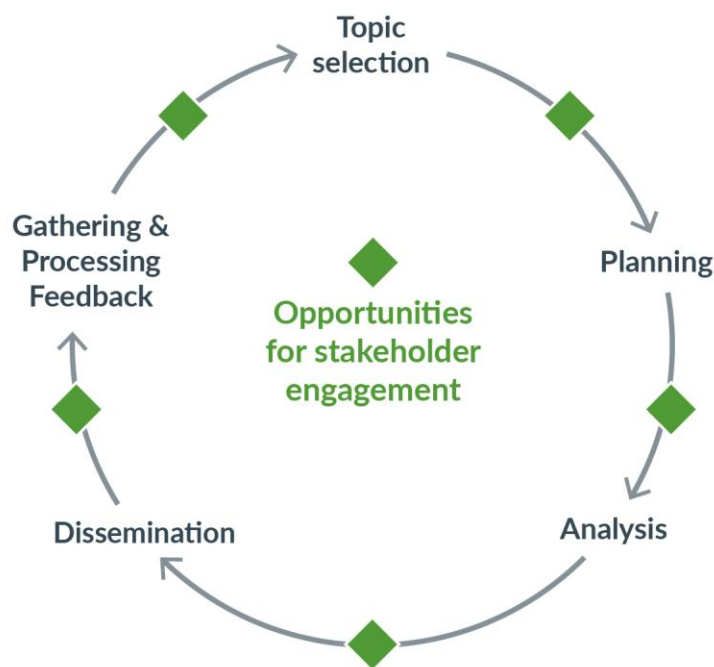 Topic
selection
Planning
Analysis
Dissemination
Gathering &
Processing
Feedback
Opportunities
for stakeholder
engagement